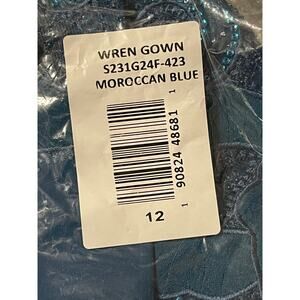 WREN GOWN
S231G24F-423
MOROCCAN BLUE
1 90824 48681 1
12